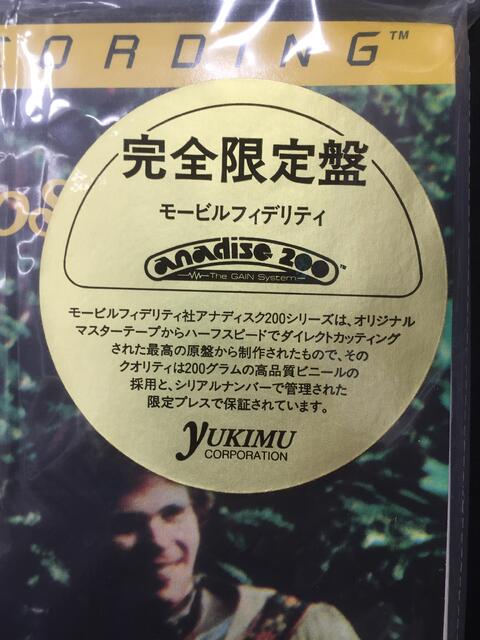 CORDING™
os
完全限定盤
モービルフィデリティ
anadisc 200™
The GAIN System
モービルフィデリティ社アナディスク200シリーズは、オリジナル
マスターテープからハーフスピードでダイレクトカッティング
された最高の原盤から制作されたもので、その
クオリティは200グラムの高品質ビニールの
採用と、シリアルナンバーで管理された
限定プレスで保証されています。
YUKIMU
CORPORATION